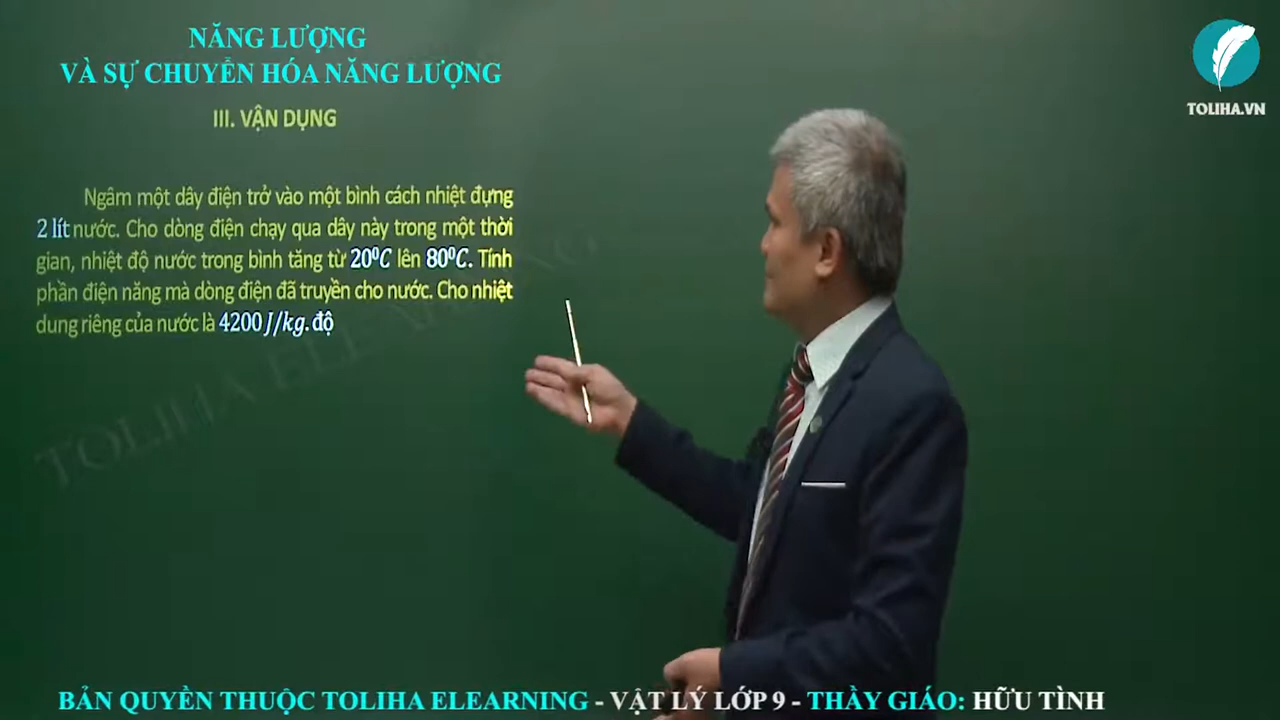 NĂNG LƯỢNG
VÀ SỰ CHUYỂN HÓA NĂNG LƯỢNG
III. VẬN DỤNG
TOLIHA.VN
Ngâm một dây điện trở vào một bình cách nhiệt đựng
2 lít nước. Cho dòng điện chạy qua dây này trong một thời
gian, nhiệt độ nước trong bình tăng từ 20⁰C lên 80⁰C. Tính
phần điện năng mà dòng điện đã truyền cho nước. Cho nhiệt
dung riêng của nước là 4200 J/kg.độ
TOLIHA ELEARNING
BẢN QUYỀN THUỘC TOLIHA ELEARNING - VẬT LÝ LỚP 9 - THẦY GIÁO: HỮU TÌNH